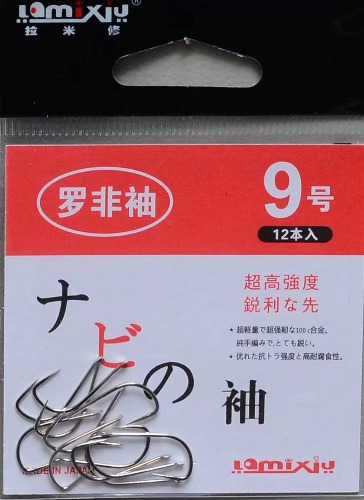 Lamixiu®
拉米修
罗非袖
9号
12本入
超高強度
鋭利な先
ナビの袖
• 超軽量で超強靭な100c合金。
純手編みで、とても鋭い。
• 优れた抗トラ强度と高耐腐食性。
MADE IN JAPAN
Lamixiu